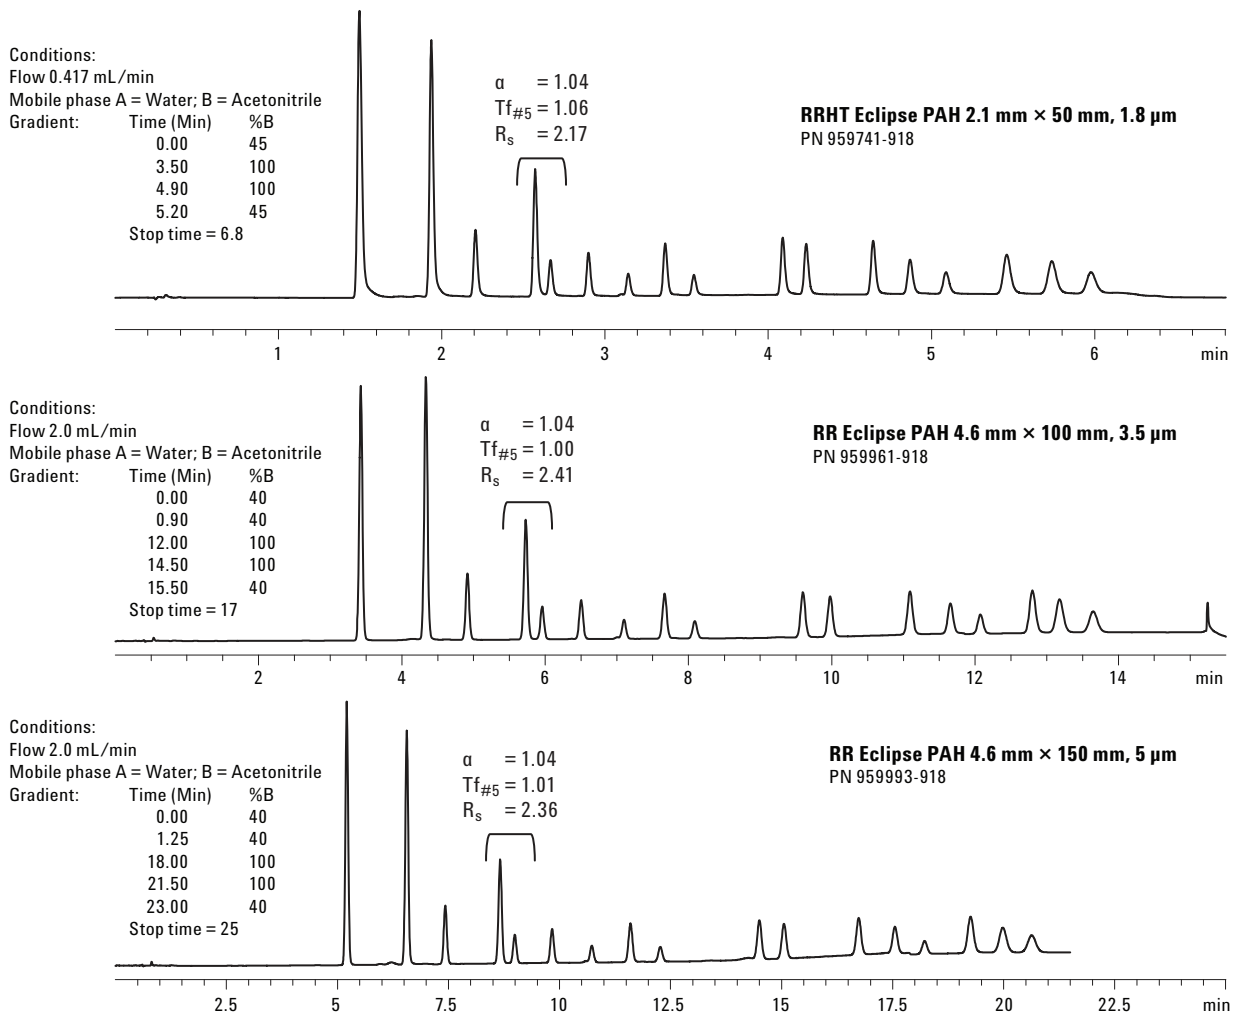 Conditions:
Flow 0.417 mL/min
Mobile phase A = Water; B = Acetonitrile
Gradient: Time (Min) %B
0.00 45
3.50 100
4.90 100
5.20 45
Stop time = 6.8
α = 1.04
Tf#5 = 1.06
Rs = 2.17
RRHT Eclipse PAH 2.1 mm × 50 mm, 1.8 µm
PN 959741-918
1 2 3 4 5 6 min
Conditions:
Flow 2.0 mL/min
Mobile phase A = Water; B = Acetonitrile
Gradient: Time (Min) %B
0.00 40
0.90 40
12.00 100
14.50 100
15.50 40
Stop time = 17
α = 1.04
Tf#5 = 1.00
Rs = 2.41
RR Eclipse PAH 4.6 mm × 100 mm, 3.5 µm
PN 959961-918
2 4 6 8 10 12 14 min
Conditions:
Flow 2.0 mL/min
Mobile phase A = Water; B = Acetonitrile
Gradient: Time (Min) %B
0.00 40
1.25 40
18.00 100
21.50 100
23.00 40
Stop time = 25
α = 1.04
Tf#5 = 1.01
Rs = 2.36
RR Eclipse PAH 4.6 mm × 150 mm, 5 µm
PN 959993-918
2.5 5 7.5 10 12.5 15 17.5 20 22.5 min